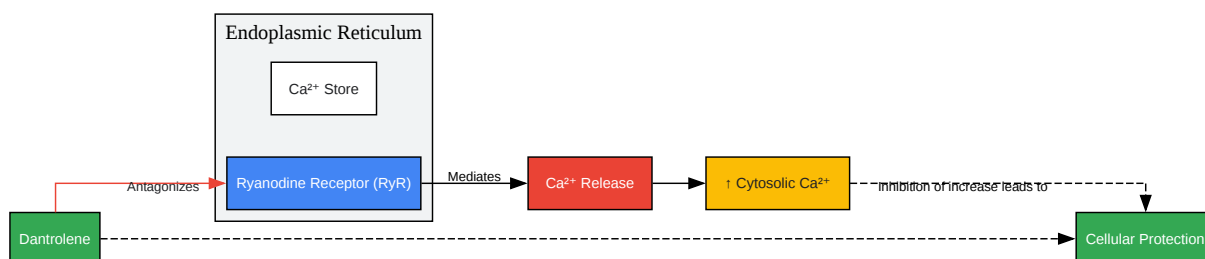 Endoplasmic Reticulum
Ca²⁺ Store
Antagonizes
Ryanodine Receptor (RyR)
Mediates
Ca²⁺ Release
↑ Cytosolic Ca²⁺
Inhibition of increase leads to
Dantrolene
Cellular Protection